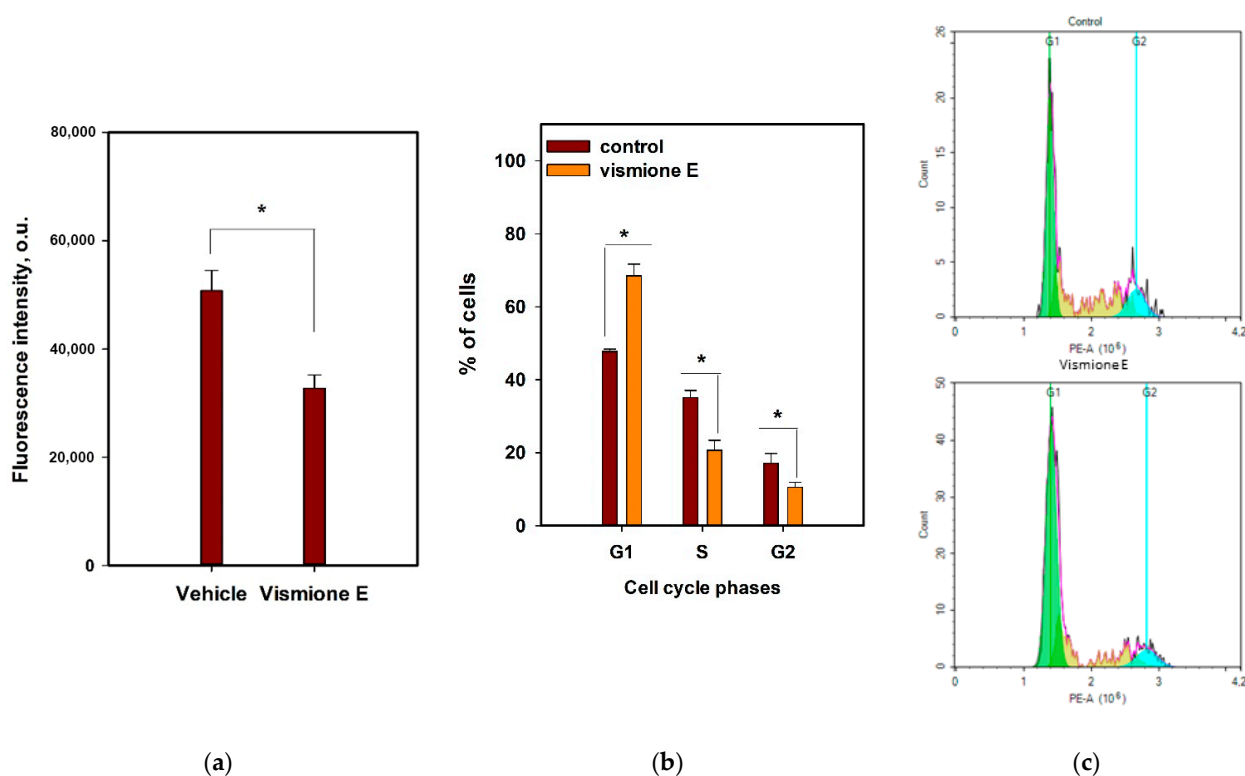 80,000
60,000
40,000
20,000
0
Fluorescence intensity, o.u.
*
Vehicle Vismione E
(a)
control
vismione E
100
80
60
40
20
0
% of cells
*
*
*
G1 S G2
Cell cycle phases
(b)
Control
G1 G2
26
20
15
10
5
0
Count
0 1 2 3 4,2
PE-A (10⁶)
Vismione E
G1 G2
50
40
30
20
10
0
Count
0 1 2 3 4,2
PE-A (10⁶)
(c)